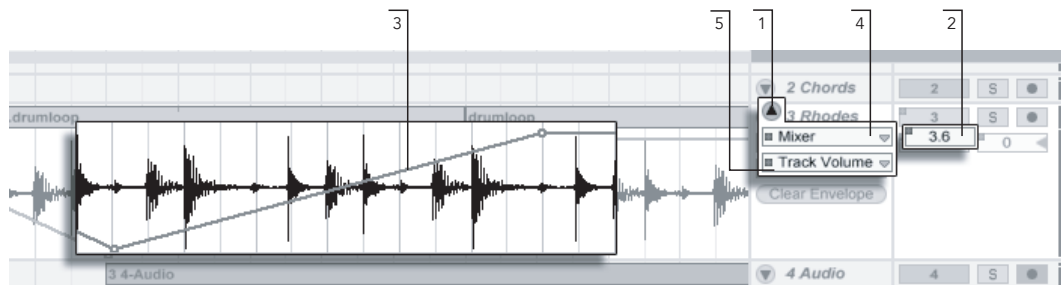 3 5 1 4 2
2 Chords 2 S
drumloop drumloop 3 Rhodes 3 S
Mixer 3.6 0
Track Volume
Clear Envelope
3 4-Audio 4 Audio 4 S